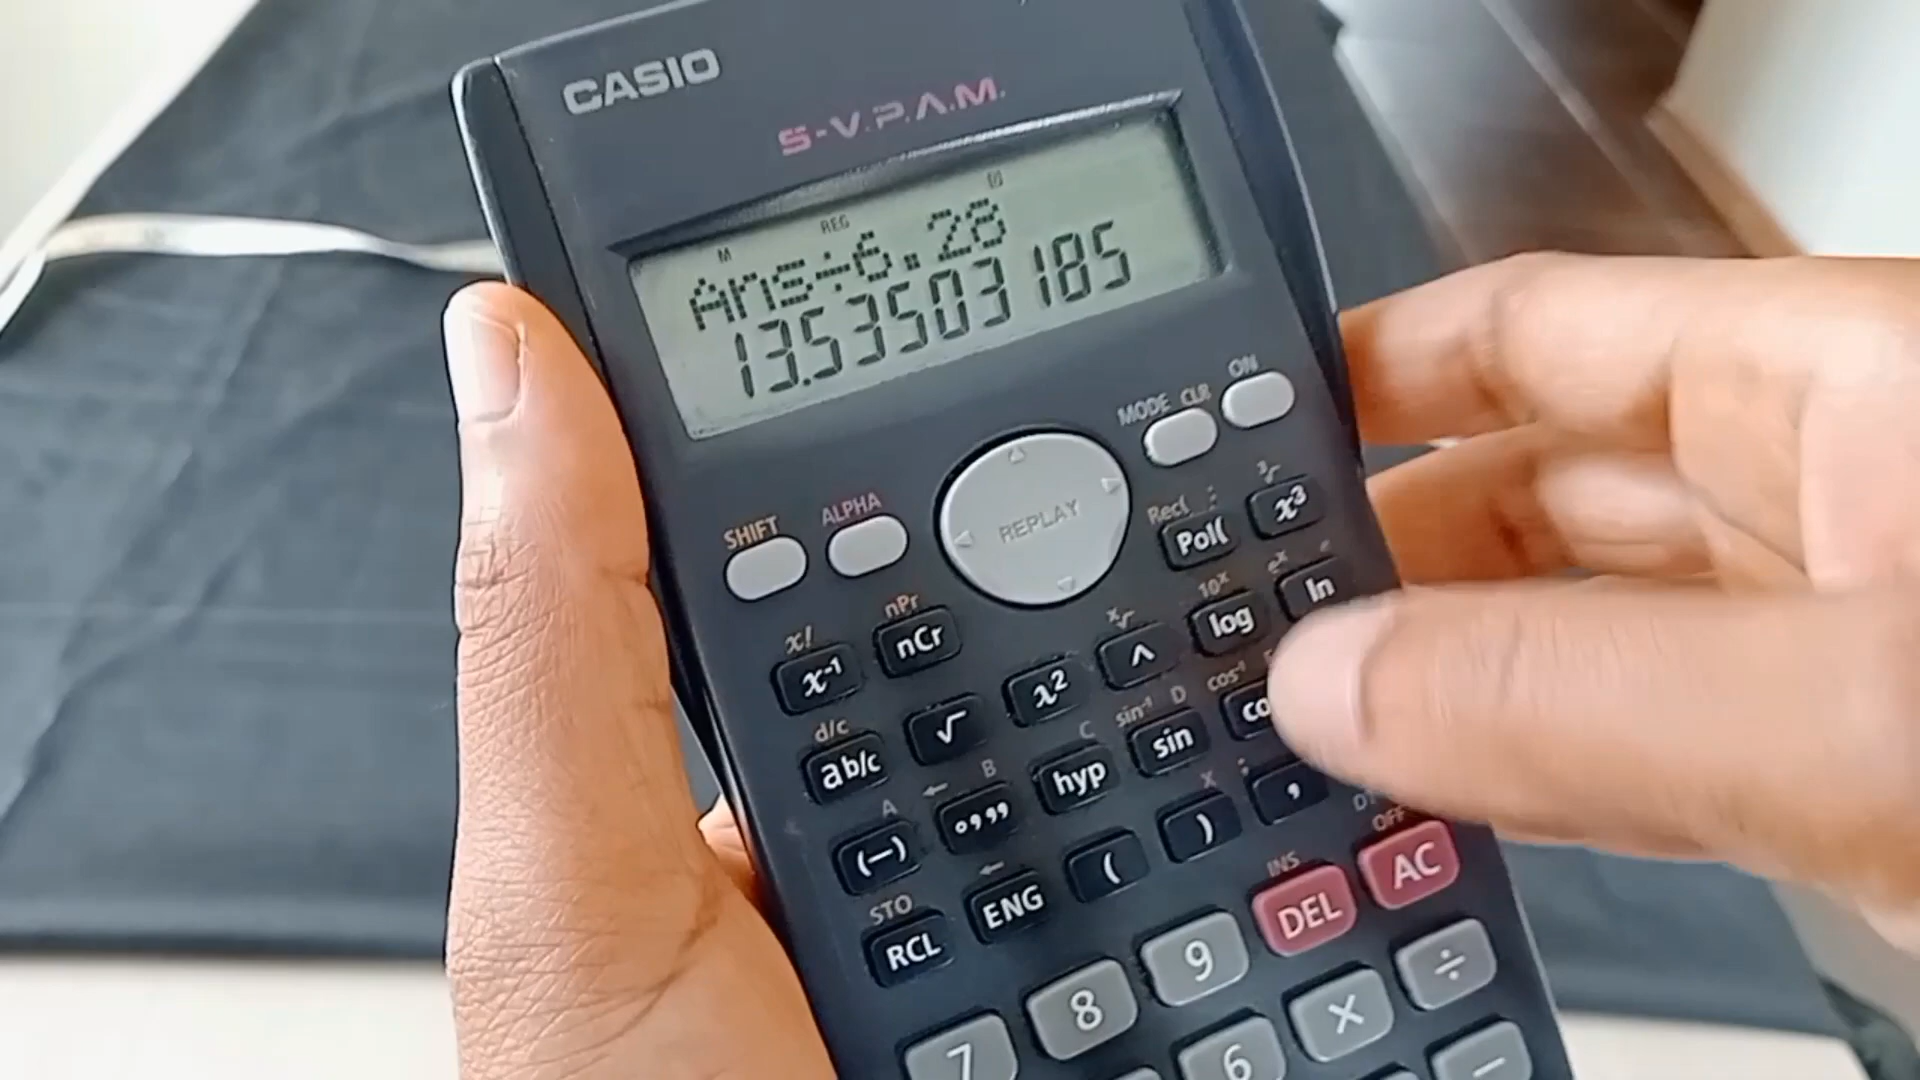 CASIO
S-V.P.A.M.
M REG D
Ans÷6.28
13.53503185
MODE CLR ON
SHIFT ALPHA
REPLAY
Rec( :
Pol( x³
x! nPr
x⁻¹ nCr ^ log ln
10ˣ eˣ e
d/c
ab/c √ x²
sin⁻¹ D cos⁻¹
hyp sin
A ← B C X ;
(−) °,,, ( ) ,
STO ←
RCL ENG
INS OFF
DEL AC
7 8 9
6 × ÷
−